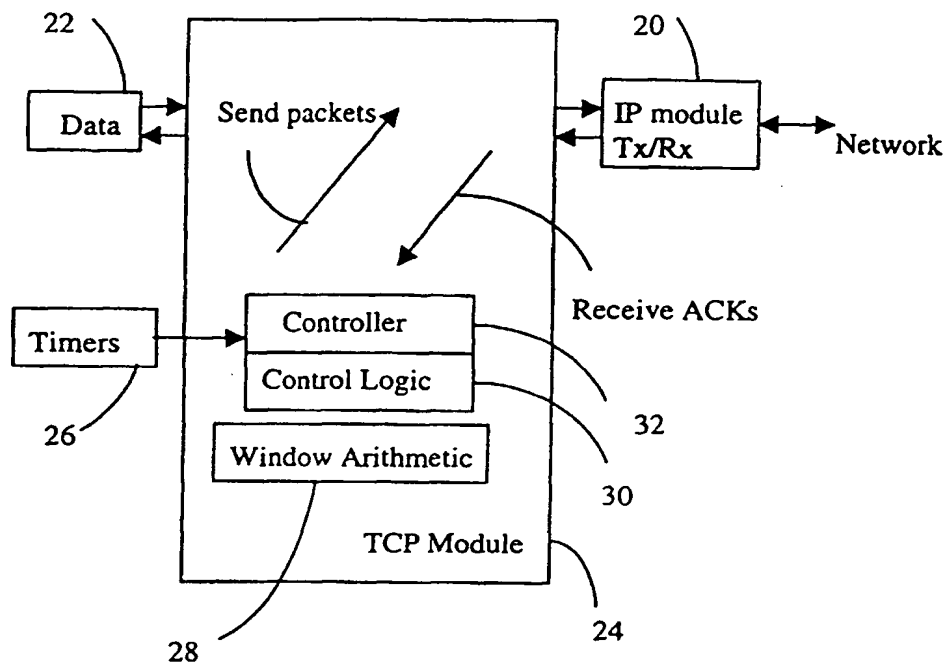 22
20
Data
Send packets
IP module
Tx/Rx
Network
Timers
Controller
Receive ACKs
Control Logic
26
32
Window Arithmetic
30
TCP Module
24
28